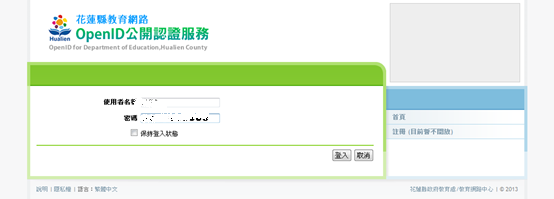 花蓮縣教育網路
OpenID公開認證服務
Hualien
OpenID for Department of Education,Hualien County
使用者名
密碼
保持登入狀態
登入 取消
首頁
註冊 (目前暫不開放)
說明 | 隱私權 | 語言：繁體中文
花蓮縣政府教育處/教育網路中心 | © 2013